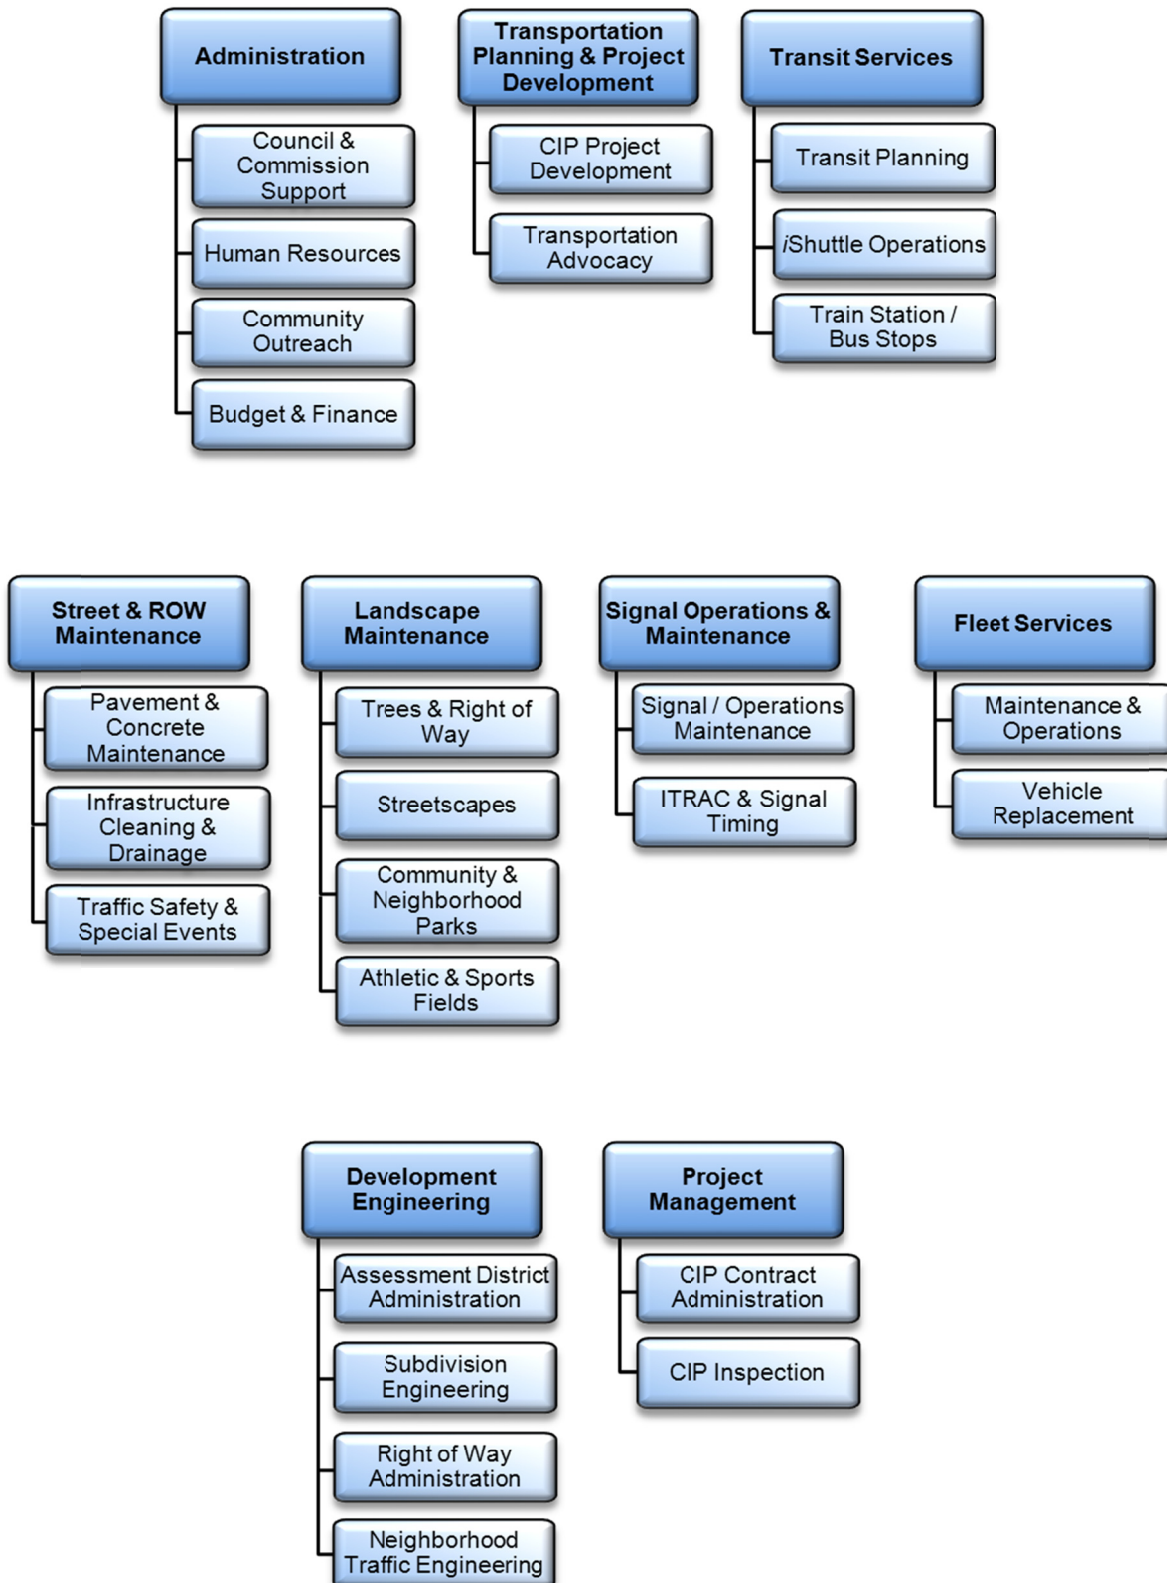 Administration
Council &
Commission
Support
Human Resources
Community
Outreach
Budget & Finance
Transportation
Planning & Project
Development
CIP Project
Development
Transportation
Advocacy
Transit Services
Transit Planning
iShuttle Operations
Train Station /
Bus Stops
Street & ROW
Maintenance
Pavement &
Concrete
Maintenance
Infrastructure
Cleaning &
Drainage
Traffic Safety &
Special Events
Landscape
Maintenance
Trees & Right of
Way
Streetscapes
Community &
Neighborhood
Parks
Athletic & Sports
Fields
Signal Operations &
Maintenance
Signal / Operations
Maintenance
ITRAC & Signal
Timing
Fleet Services
Maintenance &
Operations
Vehicle
Replacement
Development
Engineering
Assessment District
Administration
Subdivision
Engineering
Right of Way
Administration
Neighborhood
Traffic Engineering
Project
Management
CIP Contract
Administration
CIP Inspection